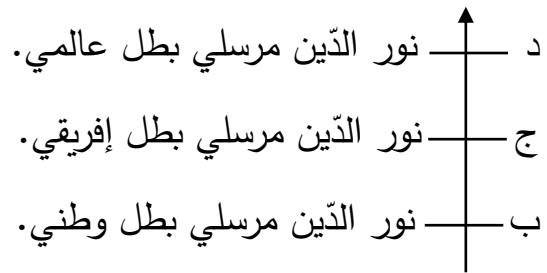 د نور الدّين مرسلي بطل عالمي.
ج نور الدّين مرسلي بطل إفريقي.
ب نور الدّين مرسلي بطل وطني.